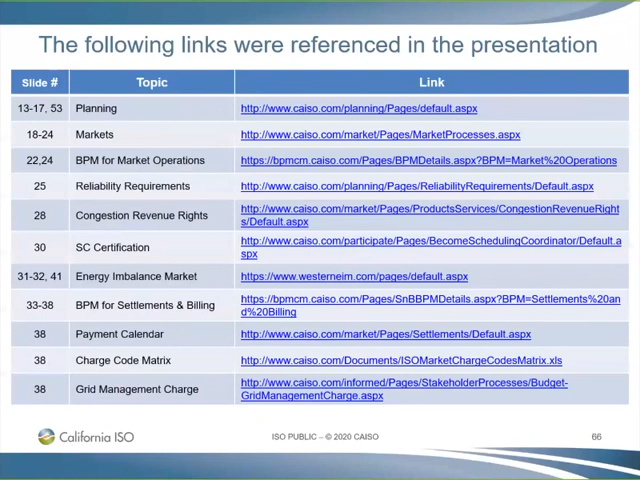 The following links were referenced in the presentation
Slide # Topic Link
13-17, 53 Planning http://www.caiso.com/planning/Pages/default.aspx
18-24 Markets http://www.caiso.com/market/Pages/MarketProcesses.aspx
22,24 BPM for Market Operations https://bpmcm.caiso.com/Pages/BPMDetails.aspx?BPM=Market%20Operations
25 Reliability Requirements http://www.caiso.com/planning/Pages/ReliabilityRequirements/Default.aspx
28 Congestion Revenue Rights http://www.caiso.com/market/Pages/ProductsServices/CongestionRevenueRight
s/Default.aspx
30 SC Certification http://www.caiso.com/participate/Pages/BecomeSchedulingCoordinator/Default.a
spx
31-32, 41 Energy Imbalance Market https://www.westerneim.com/pages/default.aspx
33-38 BPM for Settlements & Billing https://bpmcm.caiso.com/Pages/SnBBPMDetails.aspx?BPM=Settlements%20an
d%20Billing
38 Payment Calendar http://www.caiso.com/market/Pages/Settlements/Default.aspx
38 Charge Code Matrix http://www.caiso.com/Documents/ISOMarketChargeCodesMatrix.xls
38 Grid Management Charge http://www.caiso.com/informed/Pages/StakeholderProcesses/Budget-
GridManagementCharge.aspx
California ISO ISO PUBLIC – © 2020 CAISO 66